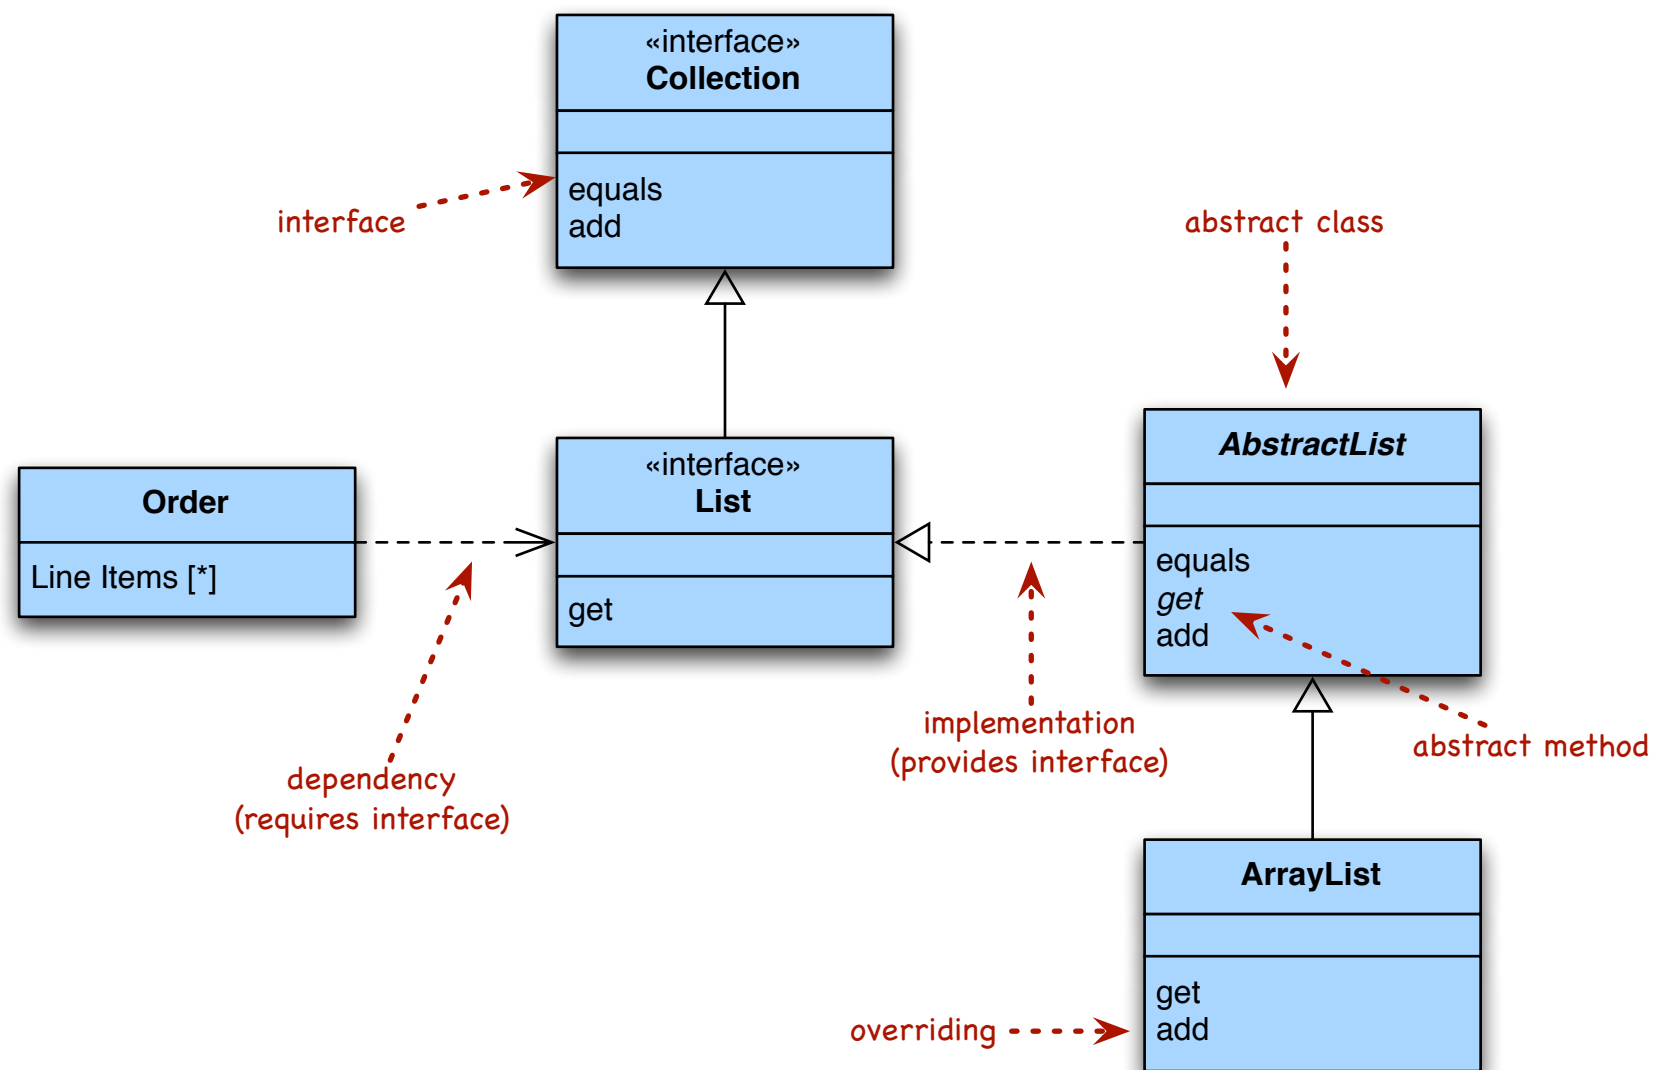 «interface»
Collection
equals
add
interface
abstract class
«interface»
List
get
Order
Line Items [*]
AbstractList
equals
get
add
dependency
(requires interface)
implementation
(provides interface)
abstract method
ArrayList
get
add
overriding